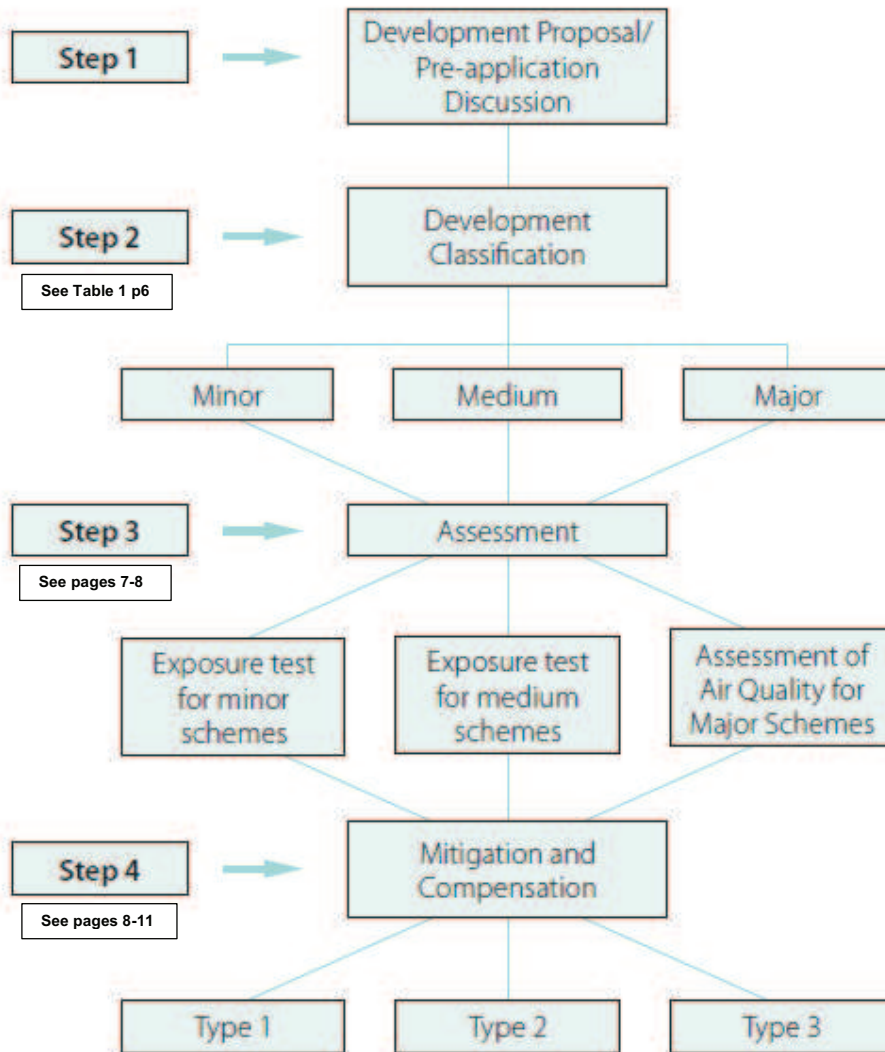 Step 1
Development Proposal/
Pre-application
Discussion
Step 2
See Table 1 p6
Development
Classification
Minor
Medium
Major
Step 3
See pages 7-8
Assessment
Exposure test
for minor
schemes
Exposure test
for medium
schemes
Assessment of
Air Quality for
Major Schemes
Step 4
See pages 8-11
Mitigation and
Compensation
Type 1
Type 2
Type 3